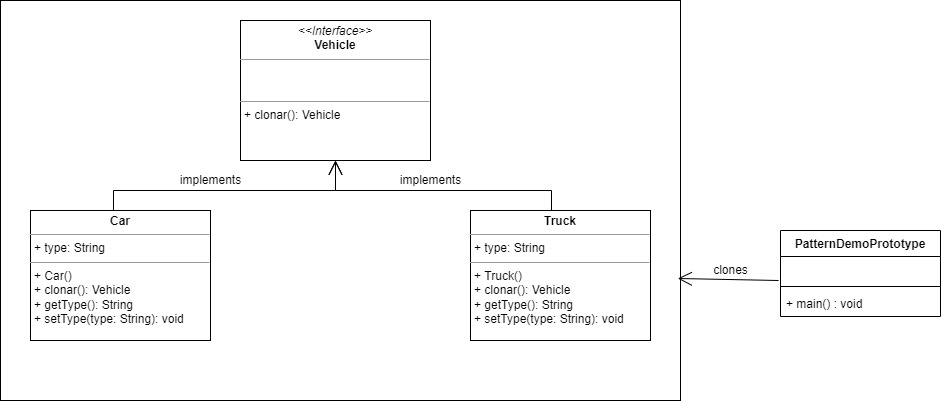 <<Interface>>
Vehicle
+ clonar(): Vehicle
implements
implements
Car
+ type: String
+ Car()
+ clonar(): Vehicle
+ getType(): String
+ setType(type: String): void
Truck
+ type: String
+ Truck()
+ clonar(): Vehicle
+ getType(): String
+ setType(type: String): void
clones
PatternDemoPrototype
+ main() : void